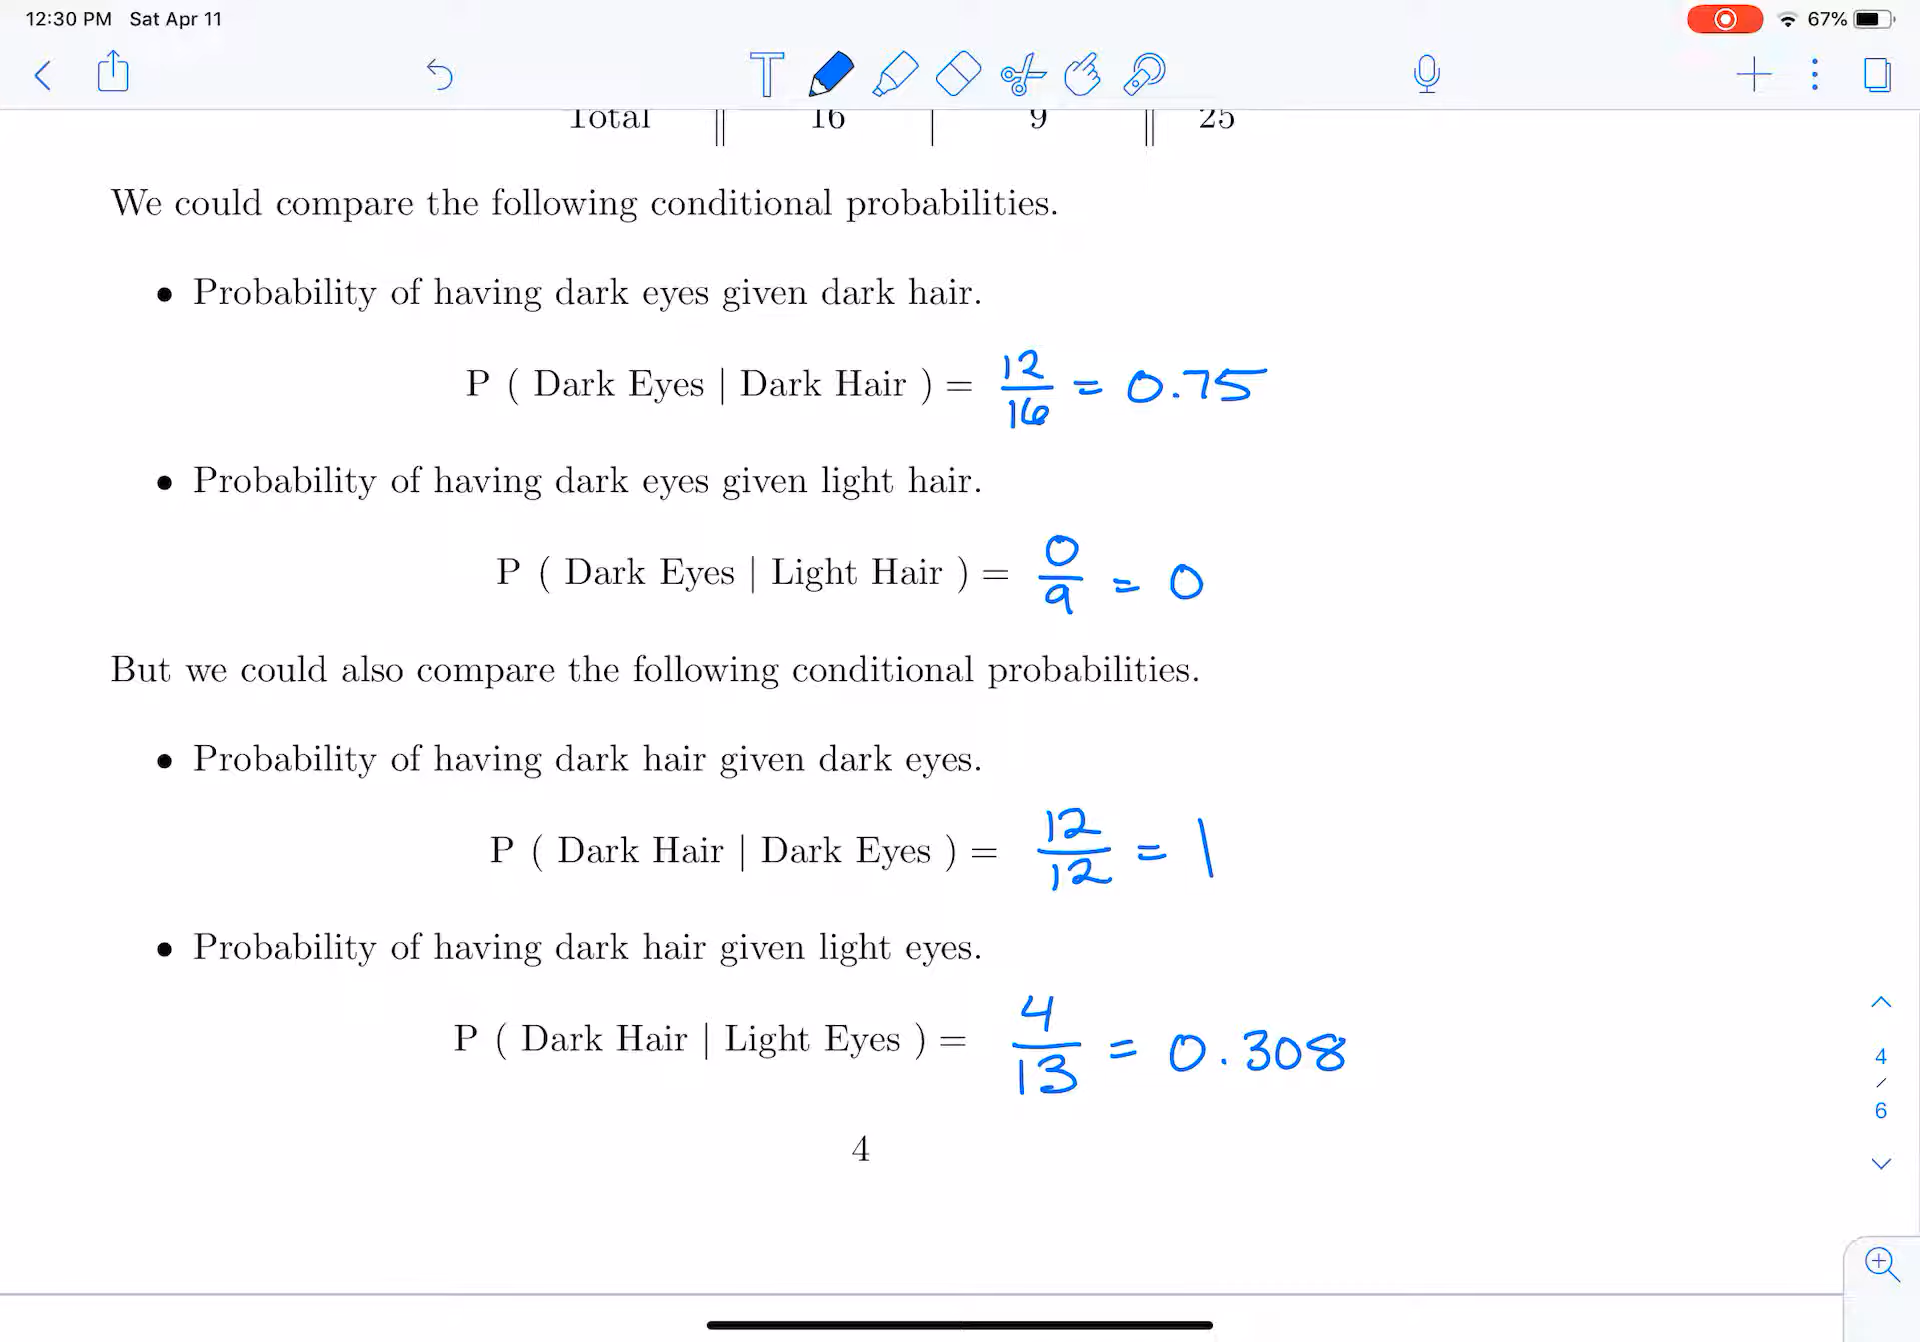 12:30 PM Sat Apr 11
67%
Total 16 9 25
We could compare the following conditional probabilities.
• Probability of having dark eyes given dark hair.
P ( Dark Eyes | Dark Hair ) = 12/16 = 0.75
• Probability of having dark eyes given light hair.
P ( Dark Eyes | Light Hair ) = 0/9 = 0
But we could also compare the following conditional probabilities.
• Probability of having dark hair given dark eyes.
P ( Dark Hair | Dark Eyes ) = 12/12 = 1
• Probability of having dark hair given light eyes.
P ( Dark Hair | Light Eyes ) = 4/13 = 0.308
4
/
6
4